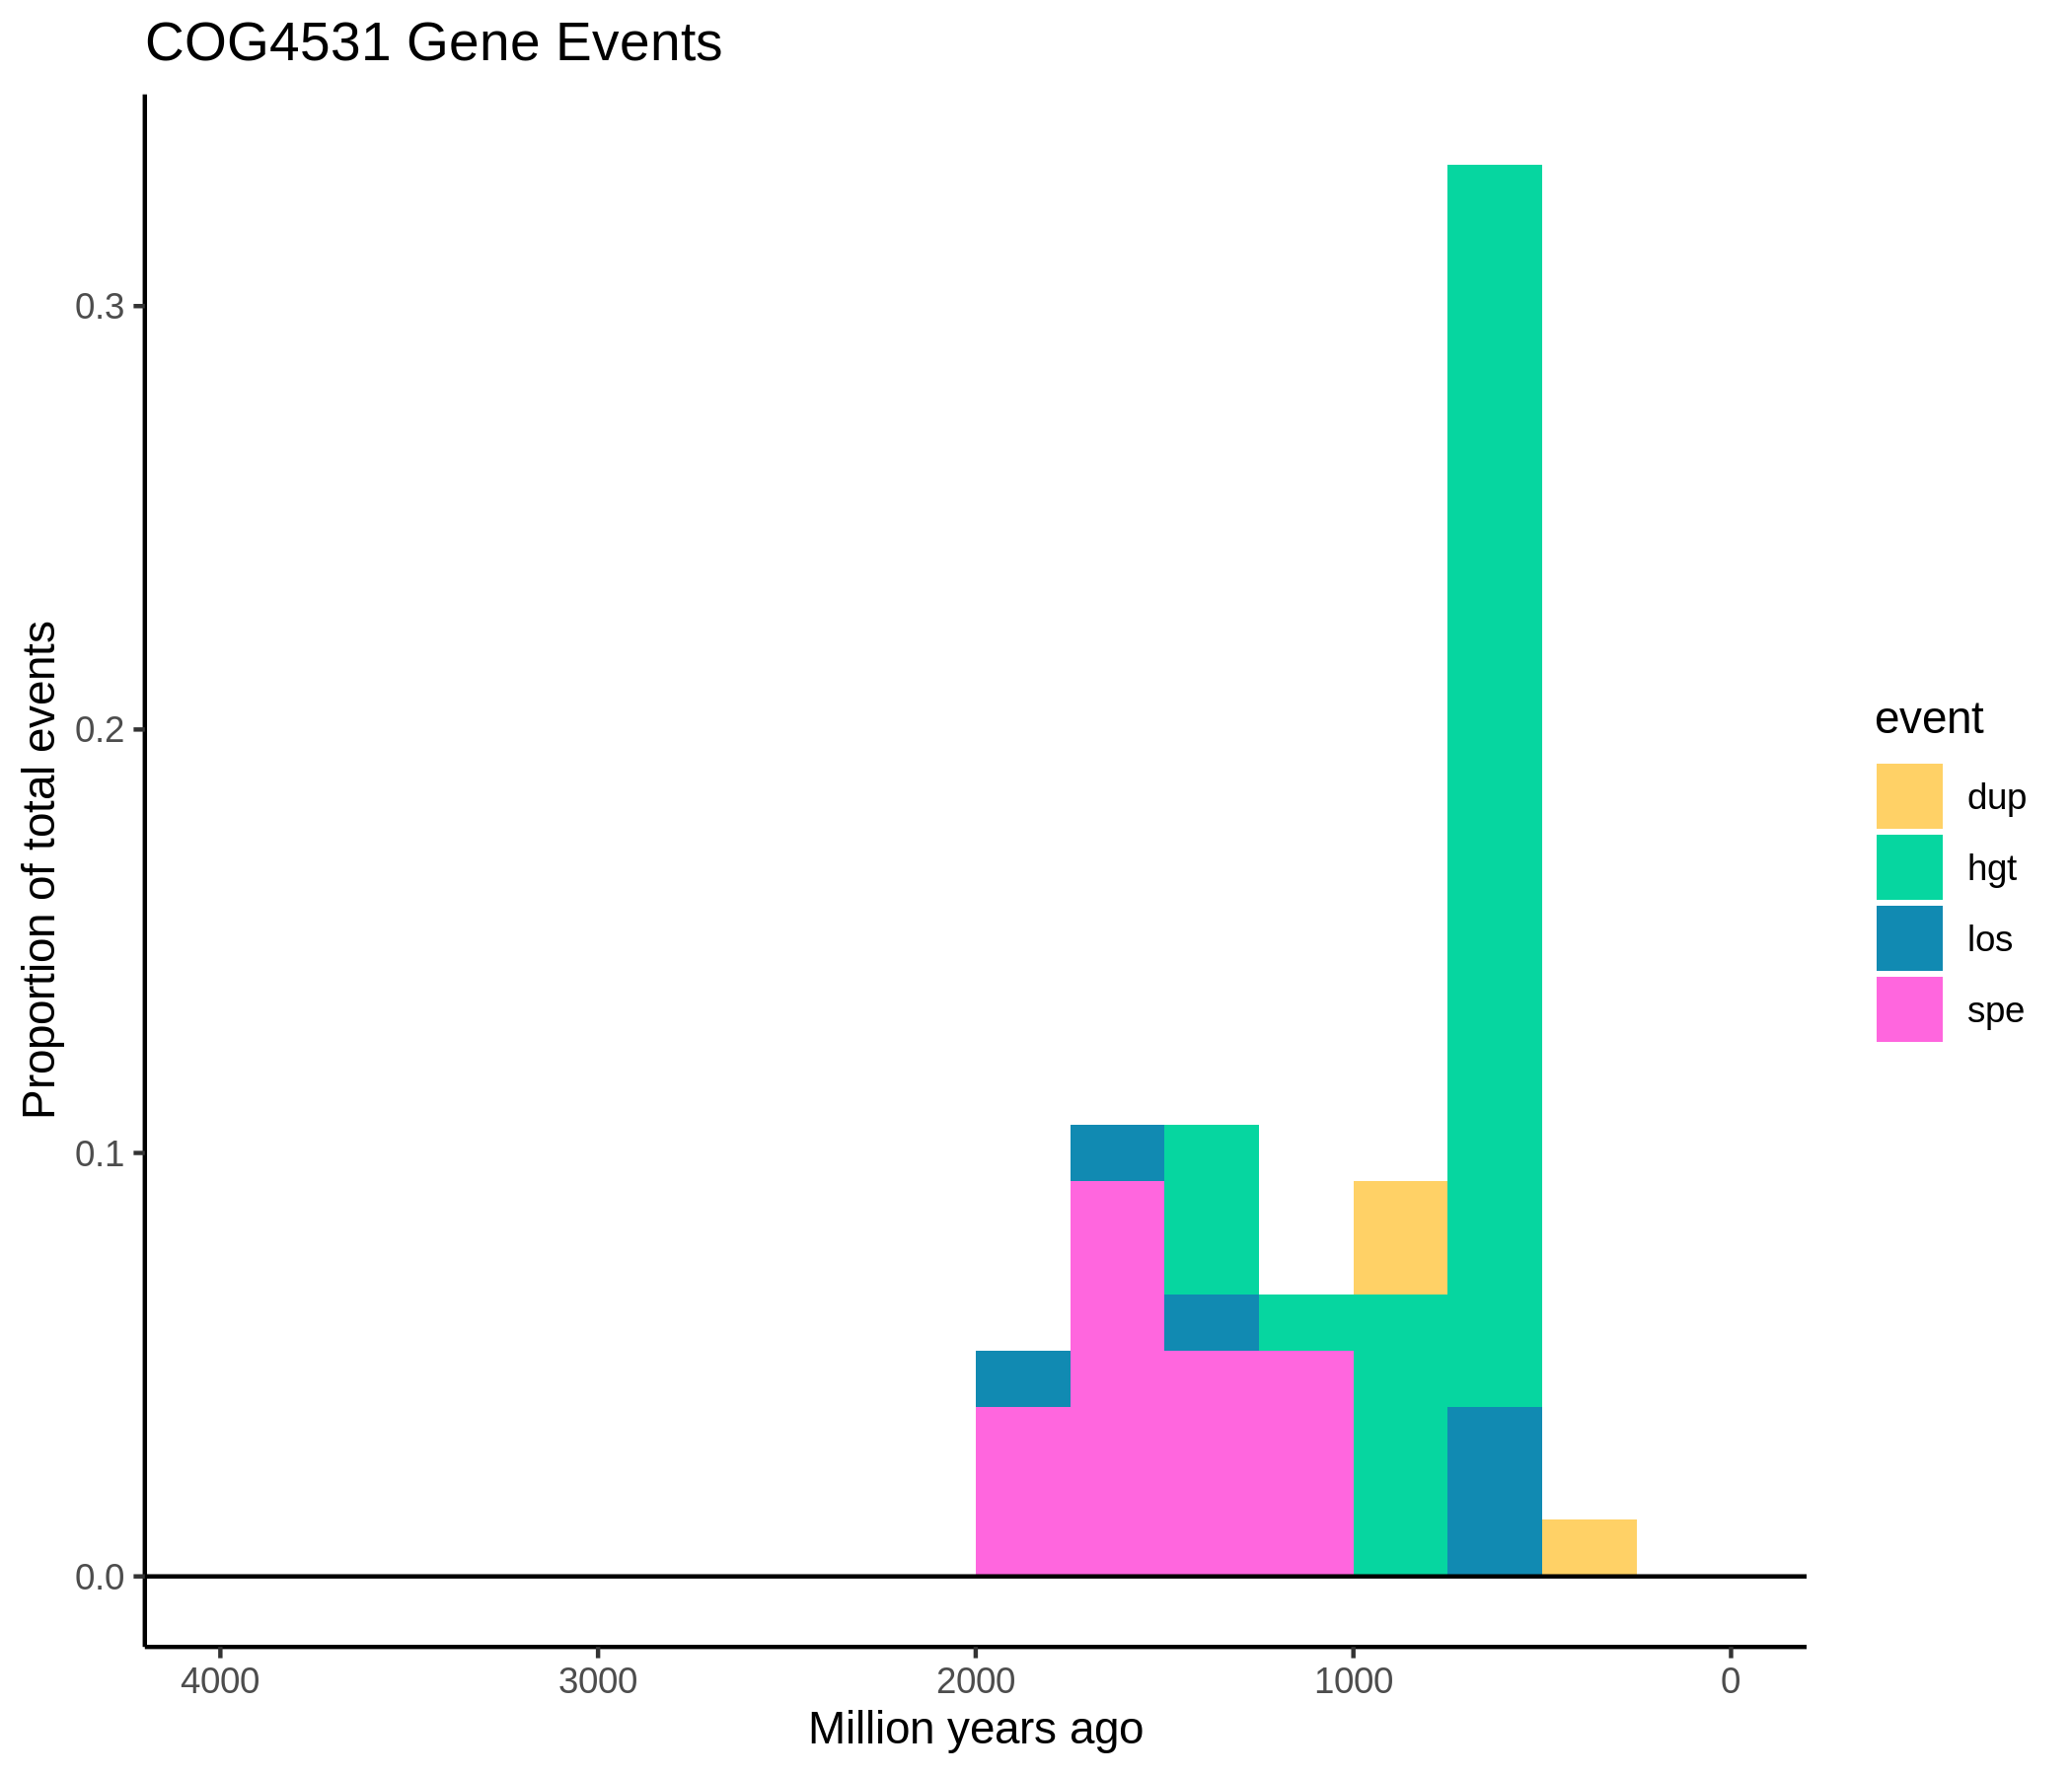 COG4531 Gene Events
Proportion of total events
0.3
0.2
0.1
0.0
4000 3000 2000 1000 0
Million years ago
event
dup
hgt
los
spe